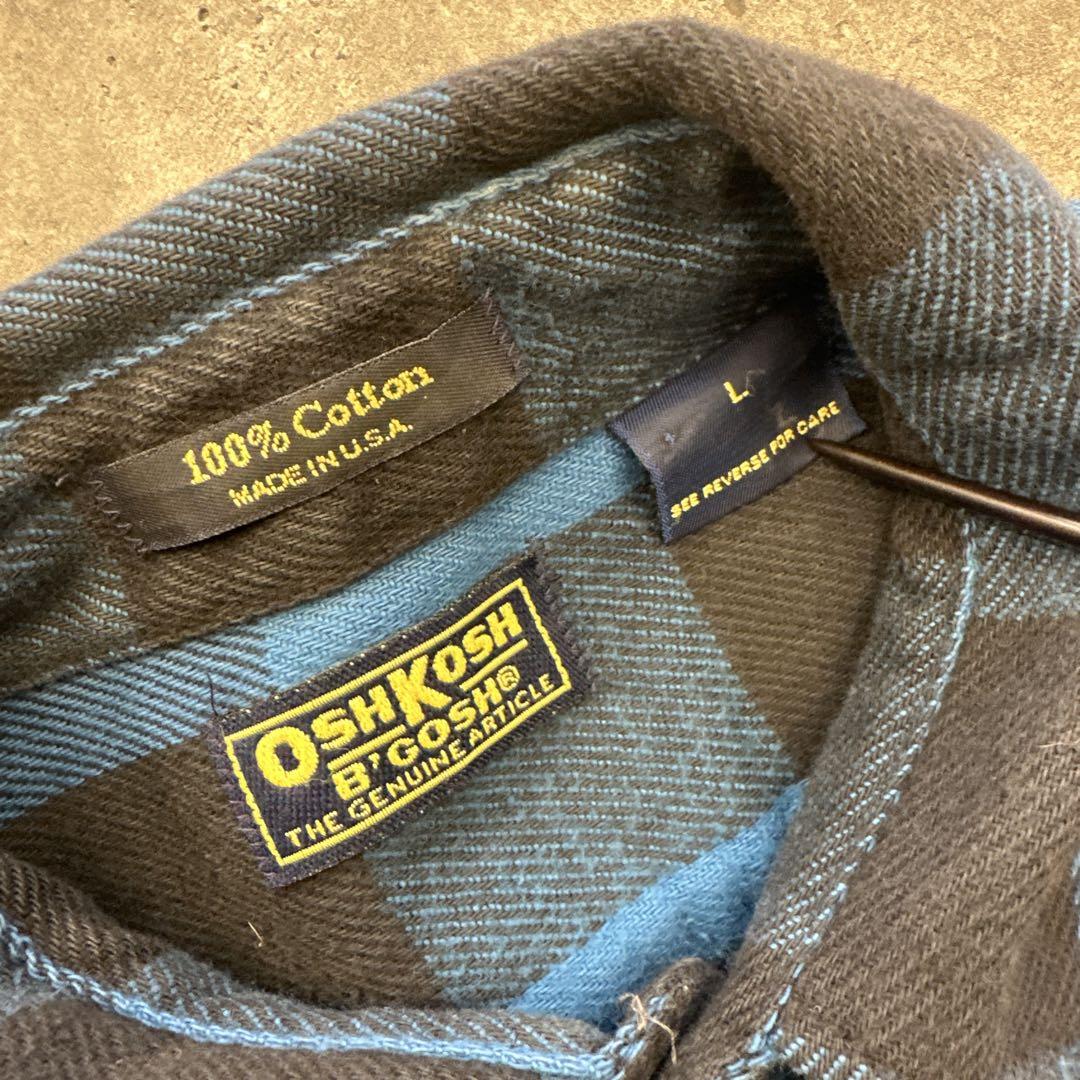 100% Cotton
MADE IN U.S.A.
L
SEE REVERSE FOR CARE
OSHKOSH
B'GOSH®
THE GENUINE ARTICLE